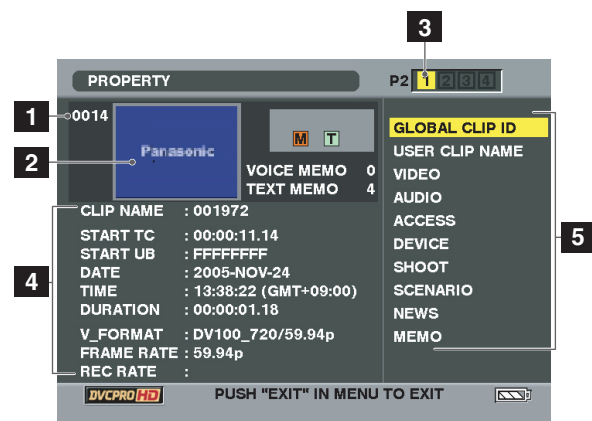 3
PROPERTY
P2 1 2 3 4
1
0014
2
Panasonic
M T
VOICE MEMO 0
TEXT MEMO 4
4
CLIP NAME : 001972
START TC : 00:00:11.14
START UB : FFFFFFFF
DATE : 2005-NOV-24
TIME : 13:38:22 (GMT+09:00)
DURATION : 00:00:01.18
V_FORMAT : DV100_720/59.94p
FRAME RATE : 59.94p
REC RATE :
GLOBAL CLIP ID
USER CLIP NAME
VIDEO
AUDIO
ACCESS
DEVICE
SHOOT
SCENARIO
NEWS
MEMO
5
DVCPRO HD
PUSH "EXIT" IN MENU TO EXIT